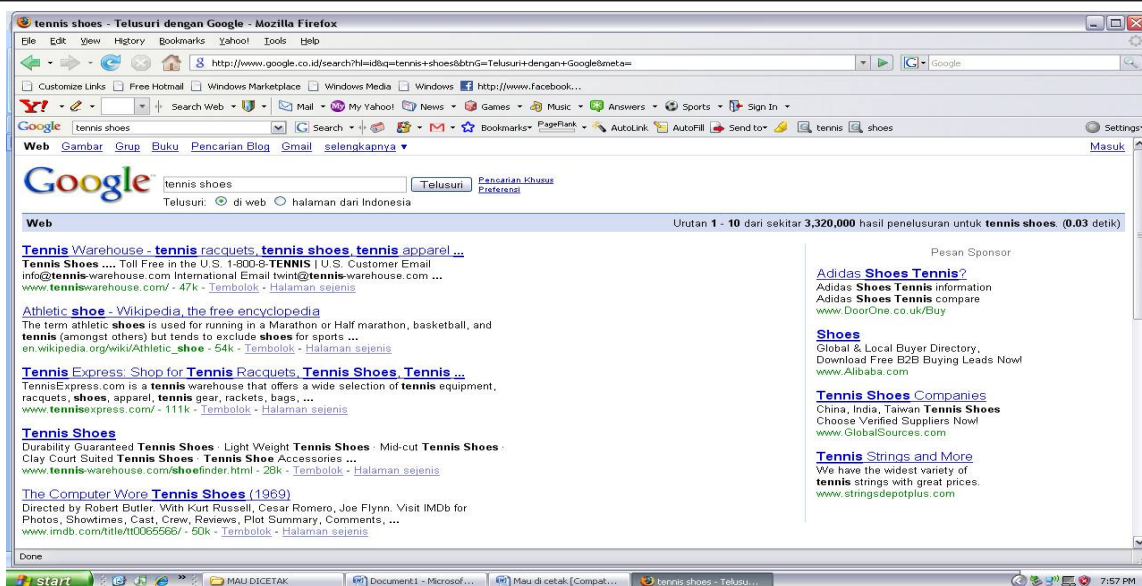 tennis shoes - Telusuri dengan Google - Mozilla Firefox
File Edit View History Bookmarks Yahoo! Tools Help
http://www.google.co.id/search?hl=id&q=tennis+shoes&btnG=Telusuri+dengan+Google&meta=
Google
Customize Links Free Hotmail Windows Marketplace Windows Media Windows http://www.facebook...
Y! Search Web Mail My Yahoo! News Games Music Answers Sports Sign In
Google tennis shoes Search Bookmarks PageRank AutoLink AutoFill Send to tennis shoes Settings
Web Gambar Grup Buku Pencarian Blog Gmail selengkapnya ▼ Masuk
Google tennis shoes Telusuri Pencarian Khusus
Preferensi
Telusuri: di web halaman dari Indonesia
Web Urutan 1 - 10 dari sekitar 3,320,000 hasil penelusuran untuk tennis shoes. (0.03 detik)
Tennis Warehouse - tennis racquets, tennis shoes, tennis apparel ...
Tennis Shoes .... Toll Free in the U.S. 1-800-8-TENNIS | U.S. Customer Email
info@tennis-warehouse.com International Email twint@tennis-warehouse.com ...
www.tenniswarehouse.com/ - 47k - Tembolok - Halaman sejenis
Athletic shoe - Wikipedia, the free encyclopedia
The term athletic shoes is used for running in a Marathon or Half marathon, basketball, and
tennis (amongst others) but tends to exclude shoes for sports ...
en.wikipedia.org/wiki/Athletic_shoe - 54k - Tembolok - Halaman sejenis
Tennis Express: Shop for Tennis Racquets, Tennis Shoes, Tennis ...
TennisExpress.com is a tennis warehouse that offers a wide selection of tennis equipment,
racquets, shoes, apparel, tennis gear, rackets, bags, ...
www.tennisexpress.com/ - 111k - Tembolok - Halaman sejenis
Tennis Shoes
Durability Guaranteed Tennis Shoes · Light Weight Tennis Shoes · Mid-cut Tennis Shoes ·
Clay Court Suited Tennis Shoes · Tennis Shoe Accessories ...
www.tennis-warehouse.com/shoefinder.html - 28k - Tembolok - Halaman sejenis
The Computer Wore Tennis Shoes (1969)
Directed by Robert Butler. With Kurt Russell, Cesar Romero, Joe Flynn. Visit IMDb for
Photos, Showtimes, Cast, Crew, Reviews, Plot Summary, Comments, ...
www.imdb.com/title/tt0065566/ - 50k - Tembolok - Halaman sejenis
Pesan Sponsor
Adidas Shoes Tennis?
Adidas Shoes Tennis information
Adidas Shoes Tennis compare
www.DoorOne.co.uk/Buy
Shoes
Global & Local Buyer Directory,
Download Free B2B Buying Leads Now!
www.Alibaba.com
Tennis Shoes Companies
China, India, Taiwan Tennis Shoes
Choose Verified Suppliers Now!
www.GlobalSources.com
Tennis Strings and More
We have the widest variety of
tennis strings with great prices.
www.stringsdepotplus.com
Done
start MAU DICETAK Document1 - Microsof... Mau di cetak [Compat... tennis shoes - Telusu... 7:57 PM